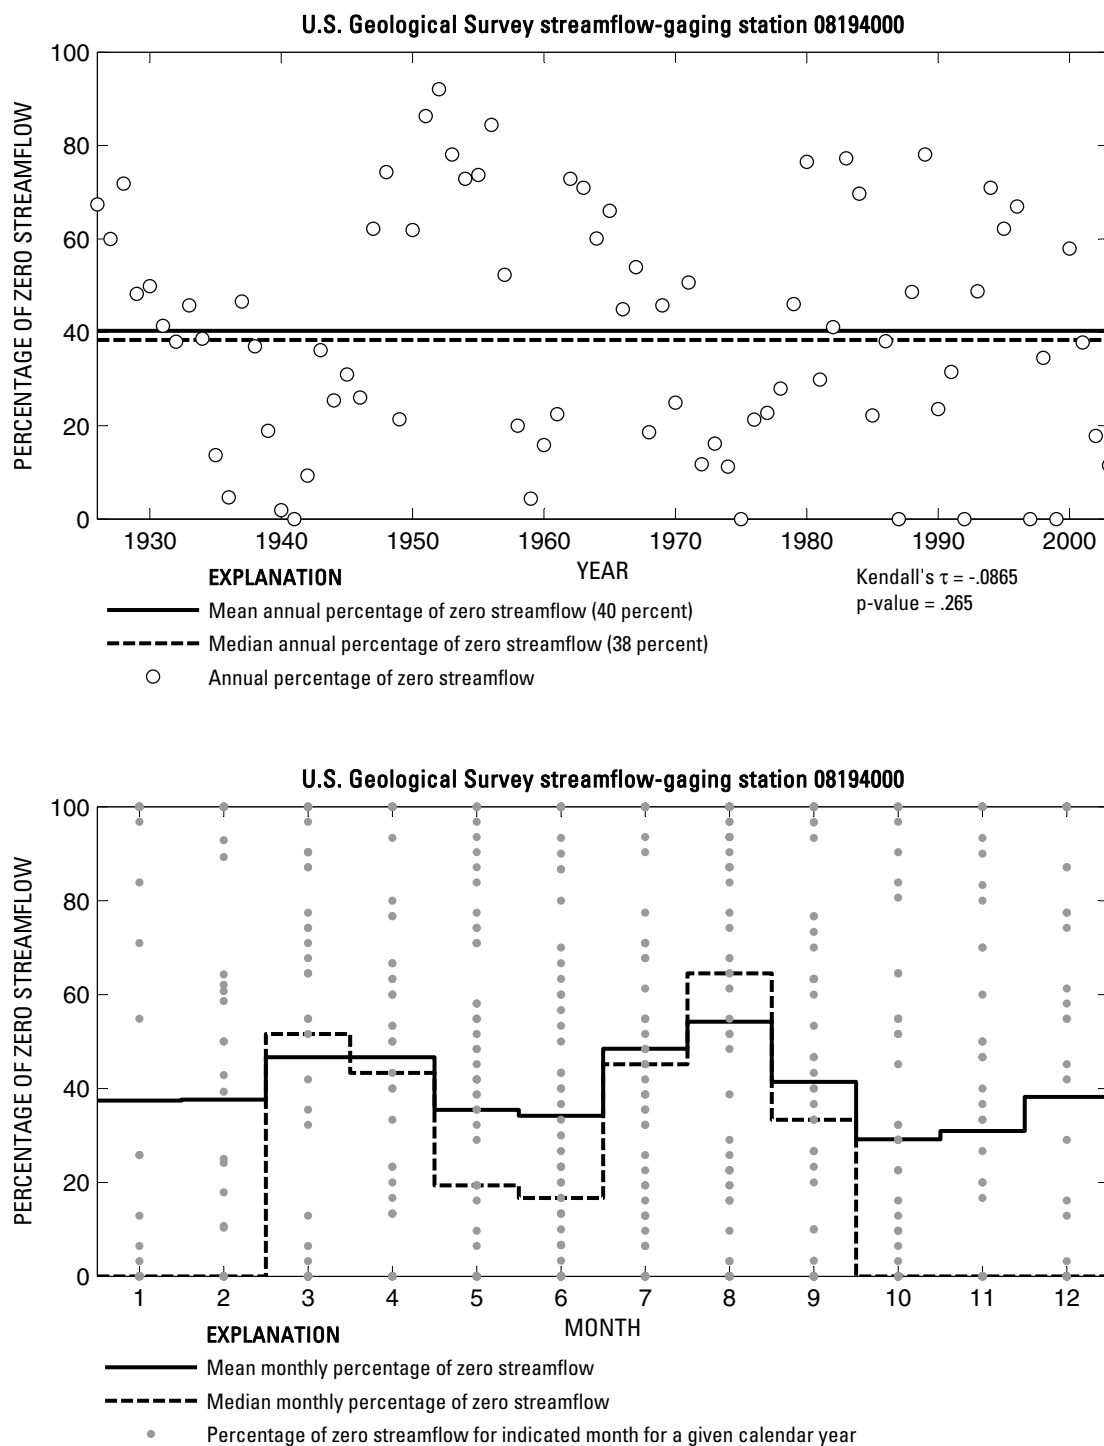 U.S. Geological Survey streamflow-gaging station 08194000
PERCENTAGE OF ZERO STREAMFLOW
100
80
60
40
20
0
1930 1940 1950 1960 1970 1980 1990 2000
YEAR
EXPLANATION
Mean annual percentage of zero streamflow (40 percent)
Median annual percentage of zero streamflow (38 percent)
Annual percentage of zero streamflow
Kendall's τ = -.0865
p-value = .265
U.S. Geological Survey streamflow-gaging station 08194000
PERCENTAGE OF ZERO STREAMFLOW
100
80
60
40
20
0
1 2 3 4 5 6 7 8 9 10 11 12
MONTH
EXPLANATION
Mean monthly percentage of zero streamflow
Median monthly percentage of zero streamflow
Percentage of zero streamflow for indicated month for a given calendar year